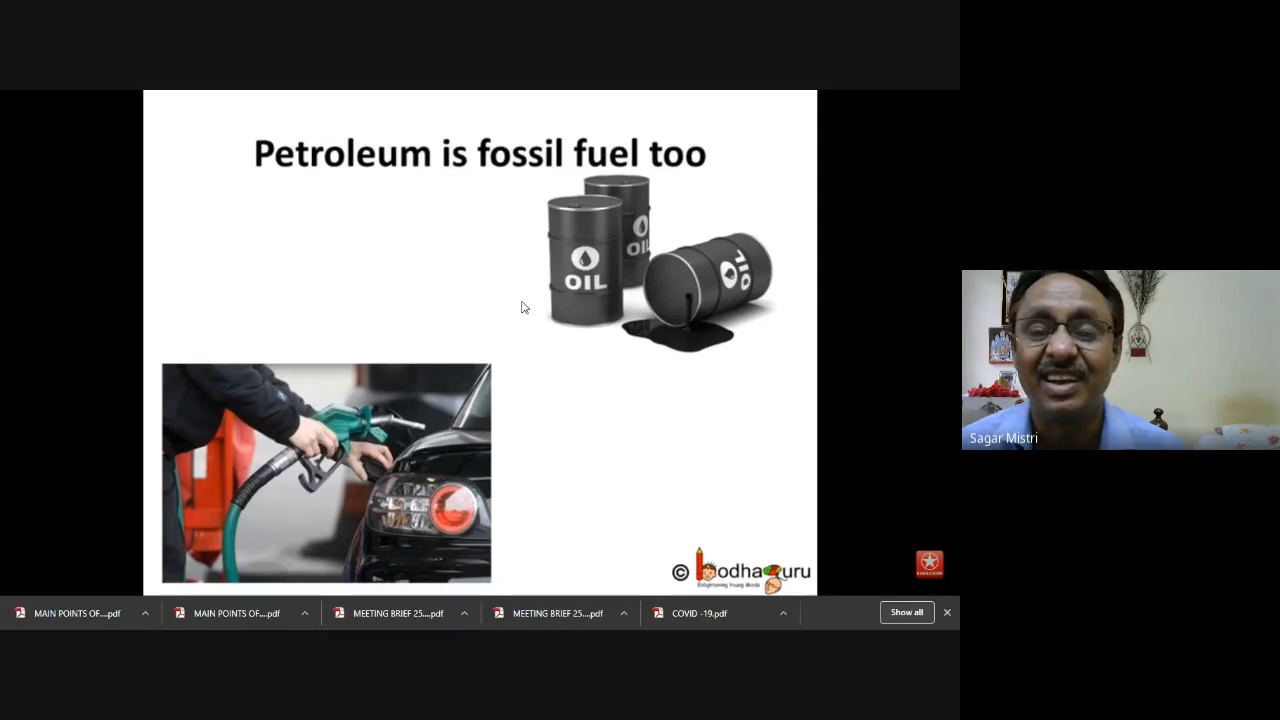 Petroleum is fossil fuel too
OIL
OIL
OIL
Sagar Mistri
© bodhaguru
Enlightening Young Minds
MAIN POINTS OF....pdf
MAIN POINTS OF....pdf
MEETING BRIEF 25....pdf
MEETING BRIEF 25....pdf
COVID -19.pdf
Show all